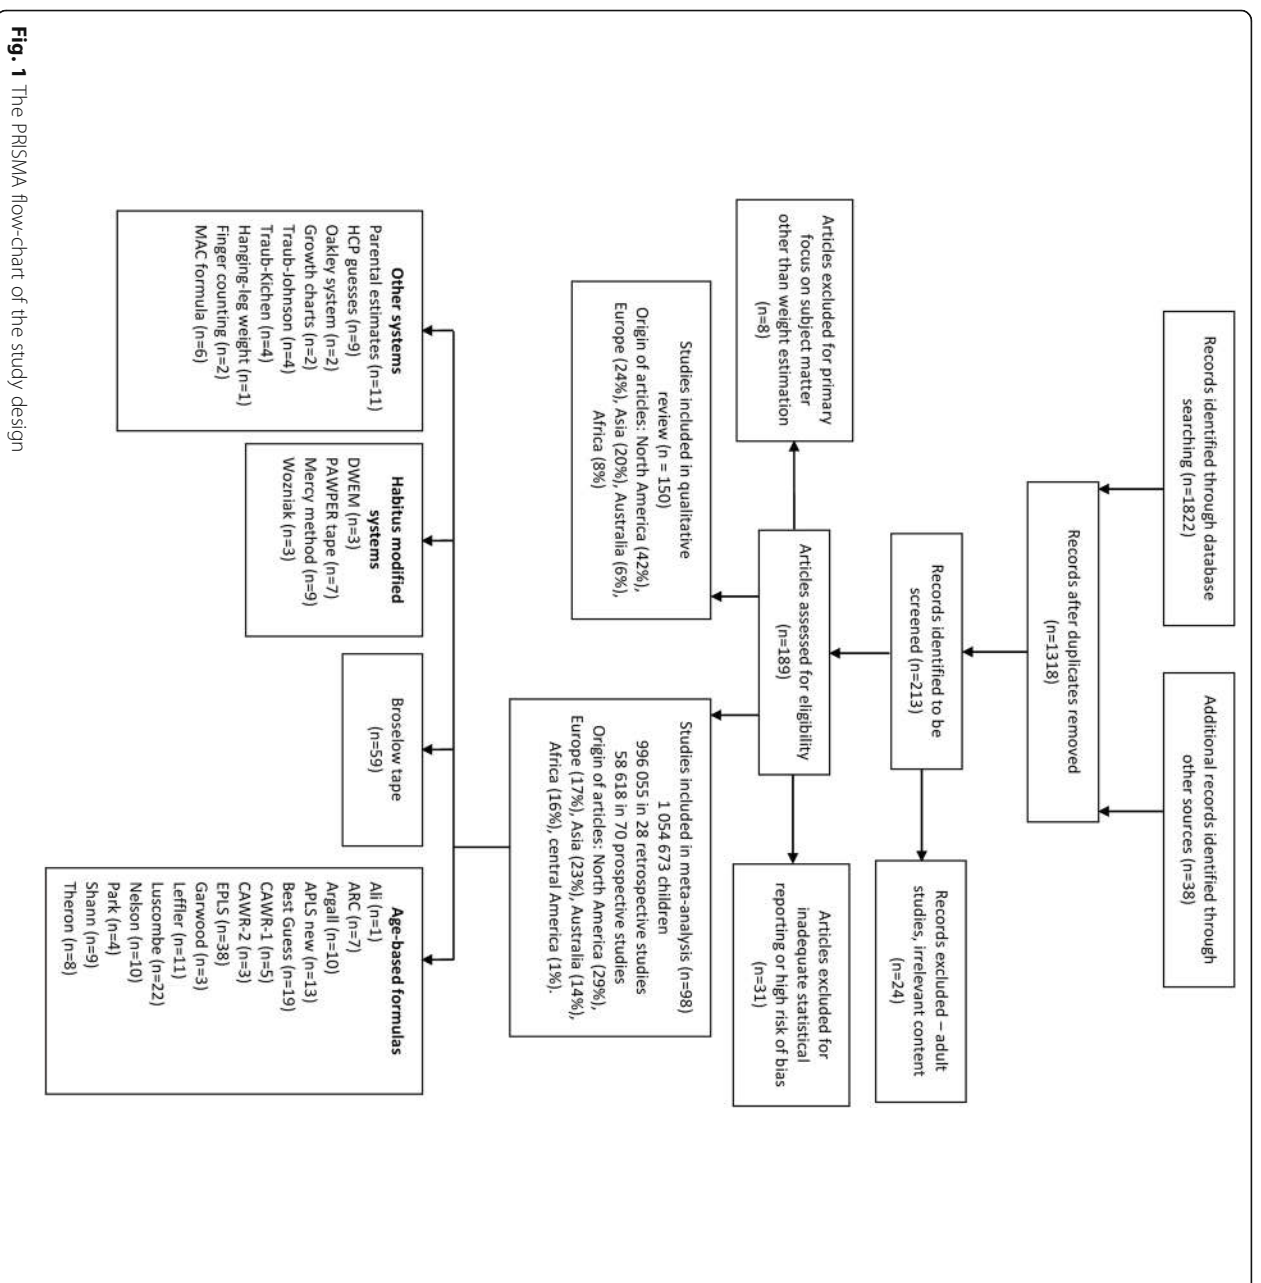 Records identified through database
searching (n=1822)
Additional records identified through
other sources (n=38)
Records after duplicates removed
(n=1318)
Records identified to be
screened (n=213)
Records excluded – adult
studies, irrelevant content
(n=24)
Articles excluded for primary
focus on subject matter
other than weight estimation
(n=8)
Articles assessed for eligibility
(n=189)
Articles excluded for
inadequate statistical
reporting or high risk of bias
(n=31)
Studies included in qualitative
review (n = 150)
Origin of articles: North America (42%),
Europe (24%), Asia (20%), Australia (6%),
Africa (8%)
Studies included in meta-analysis (n=98)
1 054 673 children
996 055 in 28 retrospective studies
58 618 in 70 prospective studies
Origin of articles: North America (29%),
Europe (17%), Asia (23%), Australia (14%),
Africa (16%), central America (1%).
Other systems
Parental estimates (n=11)
HCP guesses (n=9)
Oakley system (n=2)
Growth charts (n=2)
Traub-Johnson (n=4)
Traub-Kichen (n=4)
Hanging-leg weight (n=1)
Finger counting (n=2)
MAC formula (n=6)
Habitus modified
systems
DWEM (n=3)
PAWPER tape (n=7)
Mercy method (n=9)
Wozniak (n=3)
Broselow tape
(n=59)
Age-based formulas
Ali (n=1)
ARC (n=7)
Argall (n=10)
APLS new (n=13)
Best Guess (n=19)
CAWR-1 (n=5)
CAWR-2 (n=3)
EPLS (n=38)
Garwood (n=3)
Leffler (n=11)
Luscombe (n=22)
Nelson (n=10)
Park (n=4)
Shann (n=9)
Theron (n=8)
Fig. 1 The PRISMA flow-chart of the study design